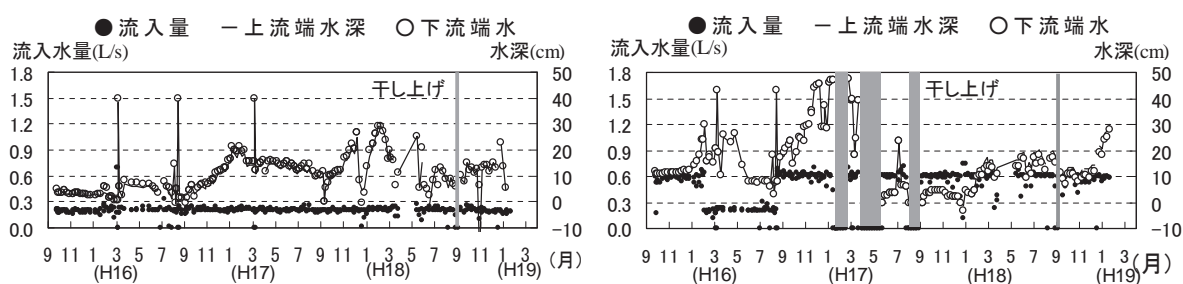 ●流入量 －上流端水深 ○下流端水
流入水量(L/s) 水深(cm)
干し上げ
1.8 50
1.5 40
1.2 30
0.9 20
0.6 10
0.3 0
0.0 −10
9 11 1 3 5 7 9 11 1 3 5 7 9 11 1 3 5 7 9 11 1 3 (月)
(H16) (H17) (H18) (H19)
●流入量 －上流端水深 ○下流端水
流入水量(L/s) 水深(cm)
干し上げ
1.8 50
1.5 40
1.2 30
0.9 20
0.6 10
0.3 0
0.0 −10
9 11 1 3 5 7 9 11 1 3 5 7 9 11 1 3 5 7 9 11 1 3
(H16) (H17) (H18) (H19) (月)